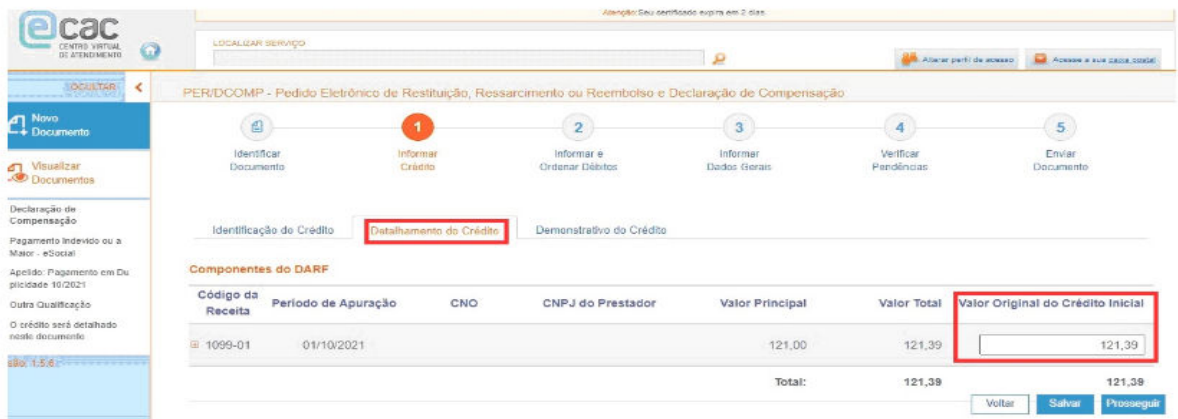 Atenção: Seu certificado expira em 2 dias
e cac
CENTRO VIRTUAL
DE ATENDIMENTO
LOCALIZAR SERVIÇO
Alterar perfil de acesso
Acesse a sua caixa postal
OCULTAR
PER/DCOMP - Pedido Eletrônico de Restituição, Ressarcimento ou Reembolso e Declaração de Compensação
Novo
Documento
Visualizar
Documentos
1 2 3 4 5
Identificar
Documento
Informar
Crédito
Informar e
Ordenar Débitos
Informar
Dados Gerais
Verificar
Pendências
Enviar
Documento
Declaração de
Compensação
Pagamento Indevido ou a
Maior - eSocial
Apelido: Pagamento em Du
plicidade 10/2021
Outra Qualificação
O crédito será detalhado
neste documento
são: 1.5.6
Identificação do Crédito Detalhamento do Crédito Demonstrativo do Crédito
Componentes do DARF
Código da
Receita
Período de Apuração CNO CNPJ do Prestador Valor Principal Valor Total Valor Original do Crédito Inicial
1099-01 01/10/2021 121,00 121,39 121,39
Total: 121,39 121,39
Voltar Salvar Prosseguir